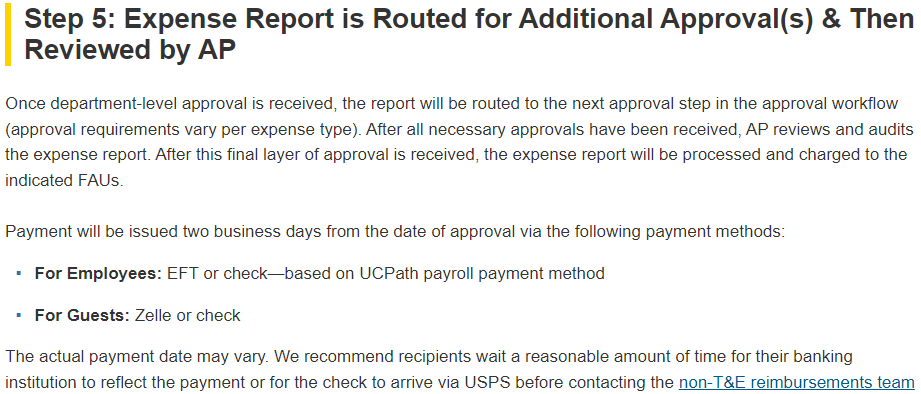 Step 5: Expense Report is Routed for Additional Approval(s) & Then
Reviewed by AP
Once department-level approval is received, the report will be routed to the next approval step in the approval workflow
(approval requirements vary per expense type). After all necessary approvals have been received, AP reviews and audits
the expense report. After this final layer of approval is received, the expense report will be processed and charged to the
indicated FAUs.
Payment will be issued two business days from the date of approval via the following payment methods:
▪ For Employees: EFT or check—based on UCPath payroll payment method
▪ For Guests: Zelle or check
The actual payment date may vary. We recommend recipients wait a reasonable amount of time for their banking
institution to reflect the payment or for the check to arrive via USPS before contacting the non-T&E reimbursements team